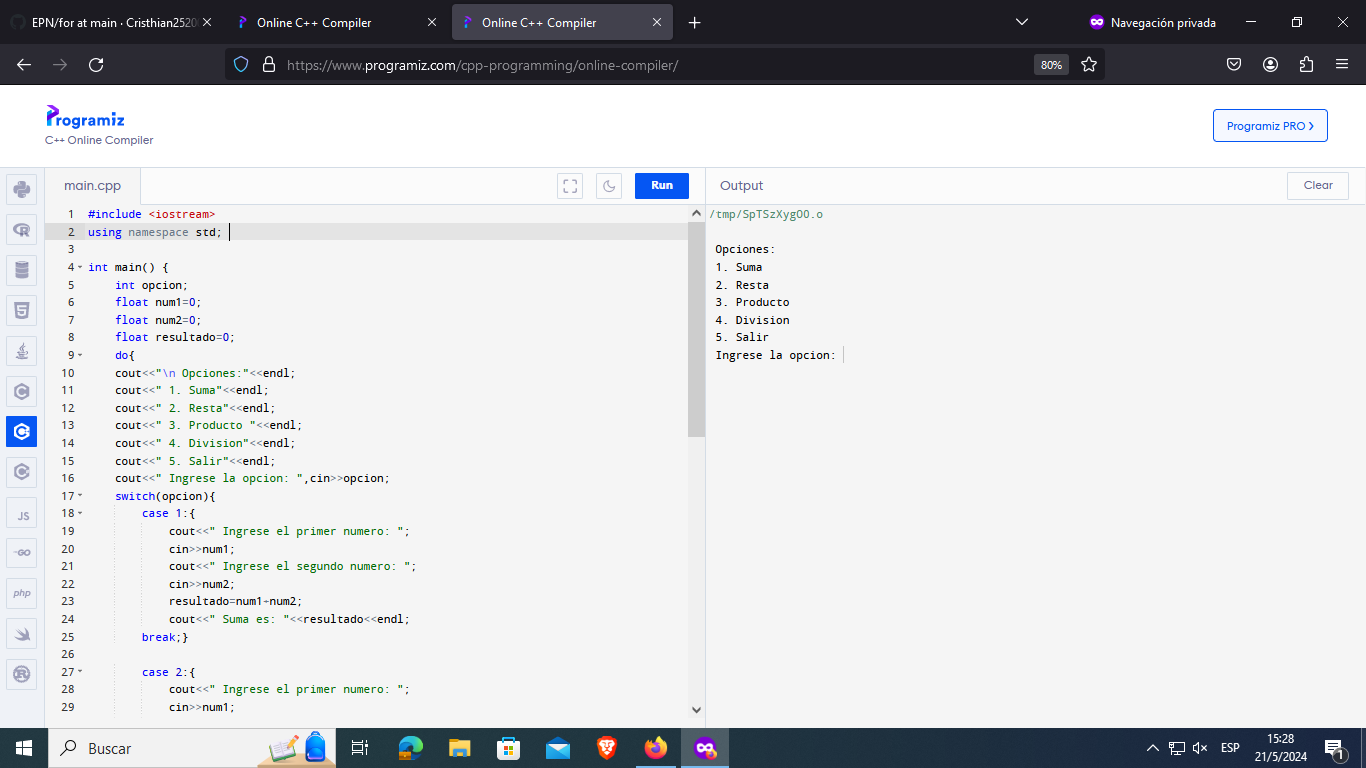 EPN/for at main · Cristhian2520
Online C++ Compiler
Online C++ Compiler
Navegación privada
https://www.programiz.com/cpp-programming/online-compiler/
80%
Programiz
C++ Online Compiler
Programiz PRO
main.cpp
Run
Output
Clear
1 #include <iostream>
2 using namespace std;
3
4 int main() {
5 int opcion;
6 float num1=0;
7 float num2=0;
8 float resultado=0;
9 do{
10 cout<<"\n Opciones:"<<endl;
11 cout<<" 1. Suma"<<endl;
12 cout<<" 2. Resta"<<endl;
13 cout<<" 3. Producto "<<endl;
14 cout<<" 4. Division"<<endl;
15 cout<<" 5. Salir"<<endl;
16 cout<<" Ingrese la opcion: ",cin>>opcion;
17 switch(opcion){
18 case 1:{
19 cout<<" Ingrese el primer numero: ";
20 cin>>num1;
21 cout<<" Ingrese el segundo numero: ";
22 cin>>num2;
23 resultado=num1+num2;
24 cout<<" Suma es: "<<resultado<<endl;
25 break;}
26
27 case 2:{
28 cout<<" Ingrese el primer numero: ";
29 cin>>num1;
/tmp/SpTSzXygOO.o
Opciones:
1. Suma
2. Resta
3. Producto
4. Division
5. Salir
Ingrese la opcion:
JS
GO
php
Buscar
ESP
15:28
21/5/2024
1